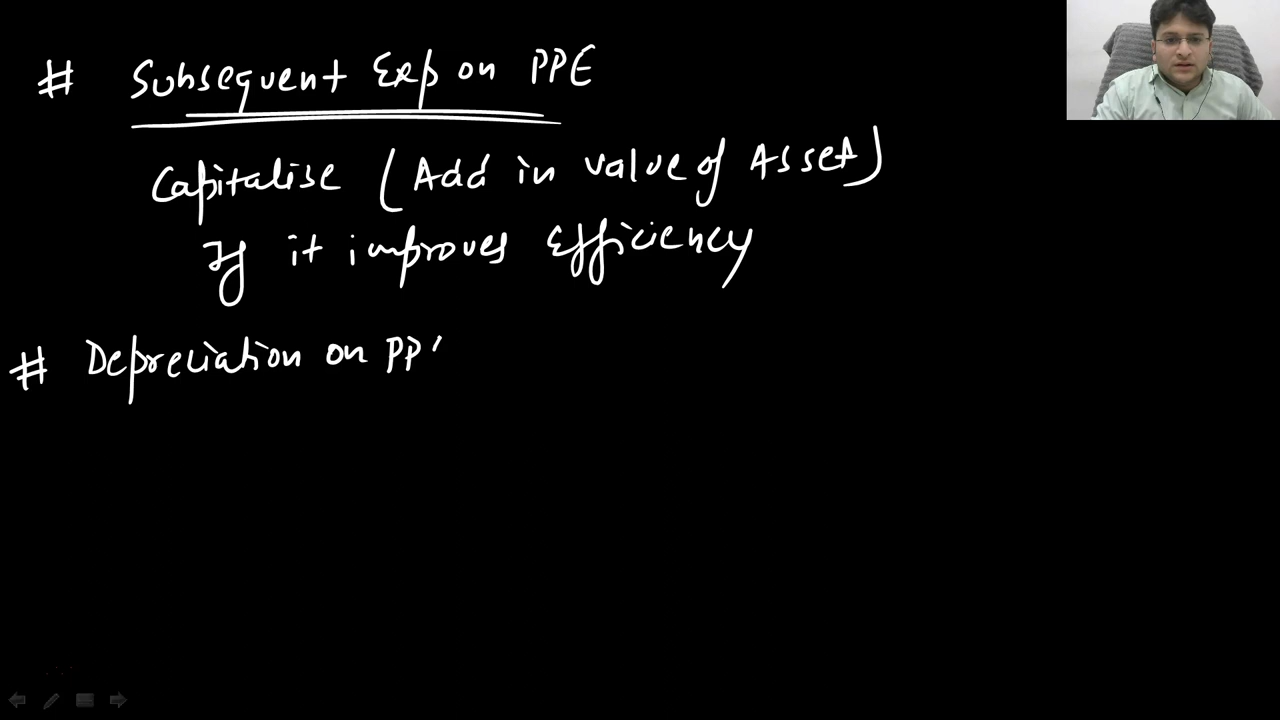 # Subsequent Exp on PPE
Capitalise (Add in value of Asset)
If it improves Efficiency
# Depreciation on PP